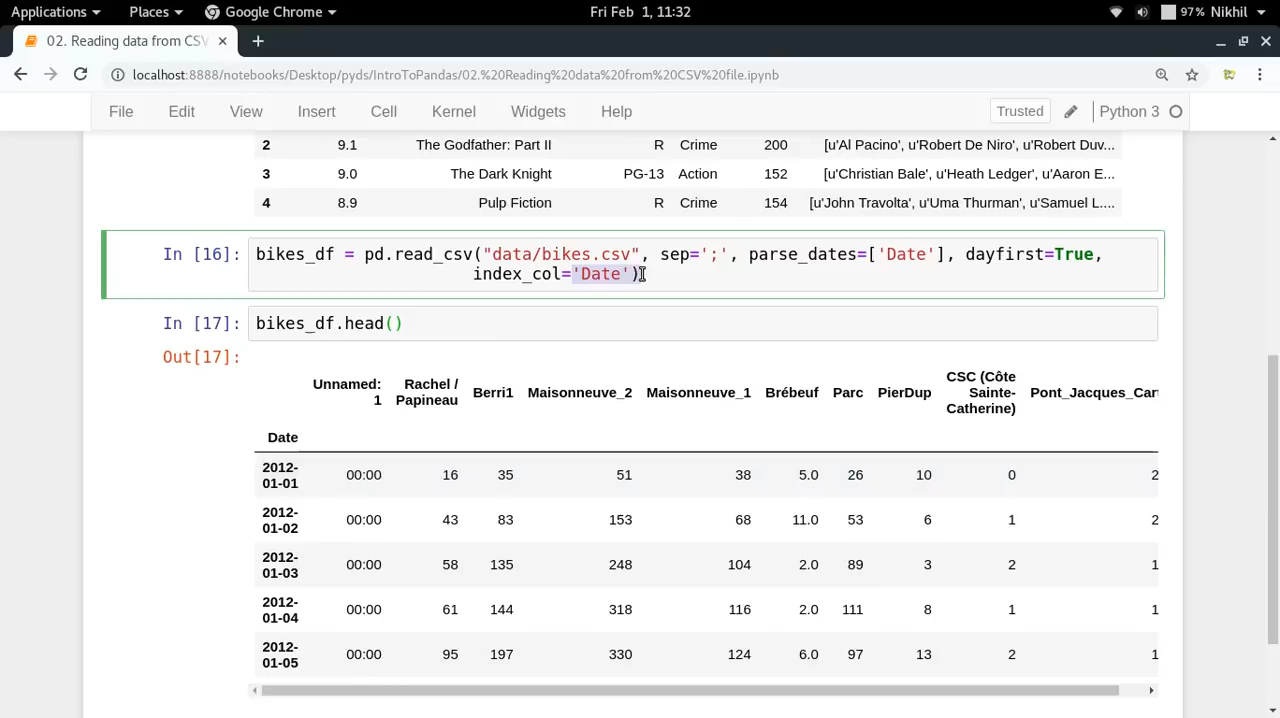 Applications Places Google Chrome Fri Feb 1, 11:32 97% Nikhil
02. Reading data from CSV
localhost:8888/notebooks/Desktop/pyds/IntroToPandas/02.%20Reading%20data%20from%20CSV%20file.ipynb
File Edit View Insert Cell Kernel Widgets Help Trusted Python 3
2 9.1 The Godfather: Part II R Crime 200 [u'Al Pacino', u'Robert De Niro', u'Robert Duv...
3 9.0 The Dark Knight PG-13 Action 152 [u'Christian Bale', u'Heath Ledger', u'Aaron E...
4 8.9 Pulp Fiction R Crime 154 [u'John Travolta', u'Uma Thurman', u'Samuel L....
In [16]: bikes_df = pd.read_csv("data/bikes.csv", sep=';', parse_dates=['Date'], dayfirst=True,
index_col='Date')
In [17]: bikes_df.head()
Out[17]:
Unnamed: 1 Rachel / Papineau Berri1 Maisonneuve_2 Maisonneuve_1 Brébeuf Parc PierDup CSC (Côte Sainte-Catherine) Pont_Jacques_Cart
Date
2012-01-01 00:00 16 35 51 38 5.0 26 10 0 2
2012-01-02 00:00 43 83 153 68 11.0 53 6 1 2
2012-01-03 00:00 58 135 248 104 2.0 89 3 2 1
2012-01-04 00:00 61 144 318 116 2.0 111 8 1 1
2012-01-05 00:00 95 197 330 124 6.0 97 13 2 1